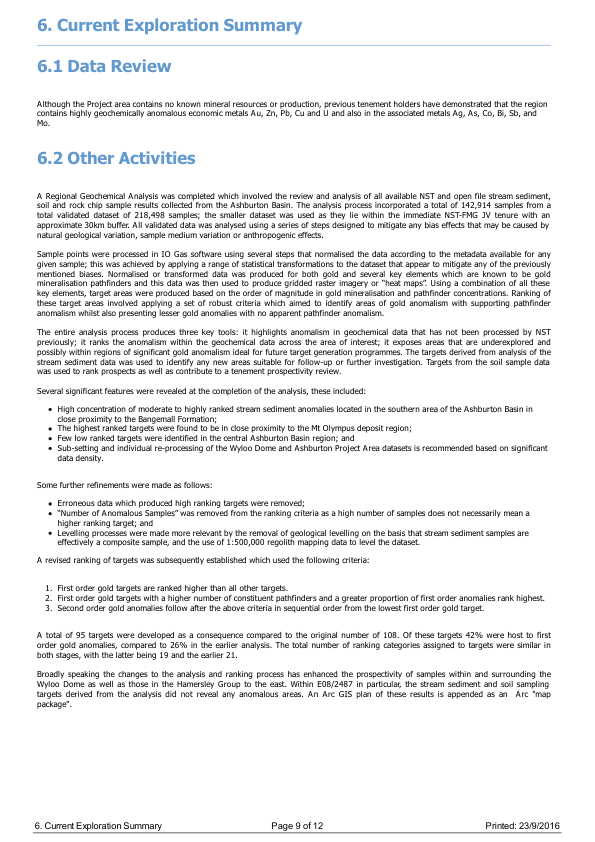 6. Current Exploration Summary
6.1 Data Review
Although the Project area contains no known mineral resources or production, previous tenement holders have demonstrated that the region
contains highly geochemically anomalous economic metals Au, Zn, Pb, Cu and U and also in the associated metals Ag, As, Co, Bi, Sb, and
Mo.
6.2 Other Activities
A Regional Geochemical Analysis was completed which involved the review and analysis of all available NST and open file stream sediment,
soil and rock chip sample results collected from the Ashburton Basin. The analysis process incorporated a total of 142,914 samples from a
total validated dataset of 218,498 samples; the smaller dataset was used as they lie within the immediate NST-FMG JV tenure with an
approximate 30km buffer. All validated data was analysed using a series of steps designed to mitigate any bias effects that may be caused by
natural geological variation, sample medium variation or anthropogenic effects.
Sample points were processed in IO Gas software using several steps that normalised the data according to the metadata available for any
given sample; this was achieved by applying a range of statistical transformations to the dataset that appear to mitigate any of the previously
mentioned biases. Normalised or transformed data was produced for both gold and several key elements which are known to be gold
mineralisation pathfinders and this data was then used to produce gridded raster imagery or “heat maps”. Using a combination of all these
key elements, target areas were produced based on the order of magnitude in gold mineralisation and pathfinder concentrations. Ranking of
these target areas involved applying a set of robust criteria which aimed to identify areas of gold anomalism with supporting pathfinder
anomalism whilst also presenting lesser gold anomalies with no apparent pathfinder anomalism.
The entire analysis process produces three key tools: it highlights anomalism in geochemical data that has not been processed by NST
previously; it ranks the anomalism within the geochemical data across the area of interest; it exposes areas that are underexplored and
possibly within regions of significant gold anomalism ideal for future target generation programmes. The targets derived from analysis of the
stream sediment data was used to identify any new areas suitable for follow-up or further investigation. Targets from the soil sample data
was used to rank prospects as well as contribute to a tenement prospectivity review.
Several significant features were revealed at the completion of the analysis, these included:
• High concentration of moderate to highly ranked stream sediment anomalies located in the southern area of the Ashburton Basin in
close proximity to the Bangemall Formation;
• The highest ranked targets were found to be in close proximity to the Mt Olympus deposit region;
• Few low ranked targets were identified in the central Ashburton Basin region; and
• Sub-setting and individual re-processing of the Wyloo Dome and Ashburton Project Area datasets is recommended based on significant
data density.
Some further refinements were made as follows:
• Erroneous data which produced high ranking targets were removed;
• “Number of Anomalous Samples” was removed from the ranking criteria as a high number of samples does not necessarily mean a
higher ranking target; and
• Levelling processes were made more relevant by the removal of geological levelling on the basis that stream sediment samples are
effectively a composite sample, and the use of 1:500,000 regolith mapping data to level the dataset.
A revised ranking of targets was subsequently established which used the following criteria:
1. First order gold targets are ranked higher than all other targets.
2. First order gold targets with a higher number of constituent pathfinders and a greater proportion of first order anomalies rank highest.
3. Second order gold anomalies follow after the above criteria in sequential order from the lowest first order gold target.
A total of 95 targets were developed as a consequence compared to the original number of 108. Of these targets 42% were host to first
order gold anomalies, compared to 26% in the earlier analysis. The total number of ranking categories assigned to targets were similar in
both stages, with the latter being 19 and the earlier 21.
Broadly speaking the changes to the analysis and ranking process has enhanced the prospectivity of samples within and surrounding the
Wyloo Dome as well as those in the Hamersley Group to the east. Within E08/2487 in particular, the stream sediment and soil sampling
targets derived from the analysis did not reveal any anomalous areas. An Arc GIS plan of these results is appended as an Arc "map
package".
6. Current Exploration Summary Page 9 of 12 Printed: 23/9/2016